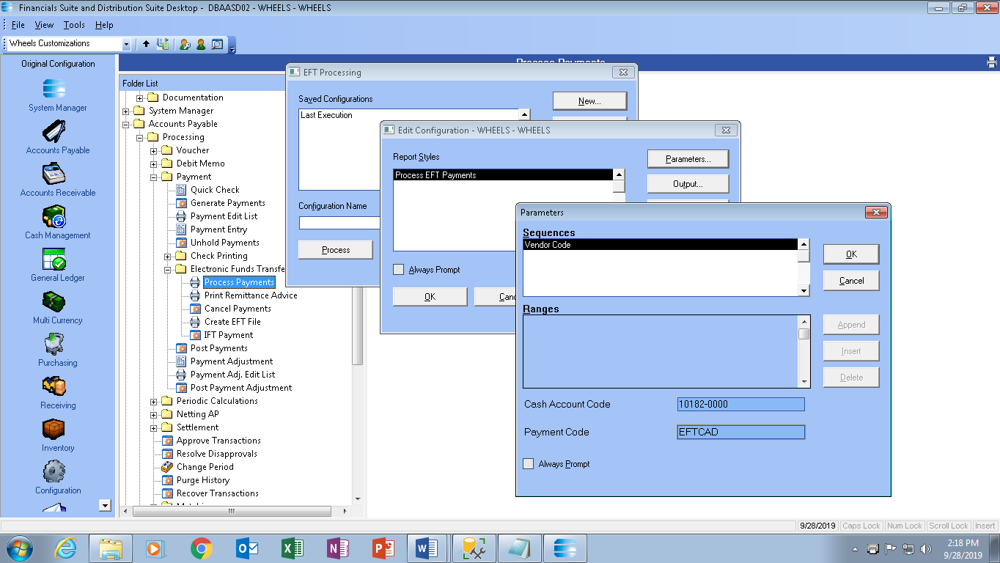 Financials Suite and Distribution Suite Desktop - DBAASD02 - WHEELS - WHEELS
File View Tools Help
Wheels Customizations
Original Configuration
System Manager
Accounts Payable
Accounts Receivable
Cash Management
General Ledger
Multi Currency
Purchasing
Receiving
Inventory
Configuration
Process Payments
Folder List
Documentation
System Manager
Accounts Payable
Processing
Voucher
Debit Memo
Payment
Quick Check
Generate Payments
Payment Edit List
Payment Entry
Unhold Payments
Check Printing
Electronic Funds Transfe
Process Payments
Print Remittance Advice
Cancel Payments
Create EFT File
IFT Payment
Post Payments
Payment Adjustment
Payment Adj. Edit List
Post Payment Adjustment
Periodic Calculations
Netting AP
Settlement
Approve Transactions
Resolve Disapprovals
Change Period
Purge History
Recover Transactions
EFT Processing
Saved Configurations
Last Execution
New...
Configuration Name
Process
Edit Configuration - WHEELS - WHEELS
Report Styles
Process EFT Payments
Parameters...
Output...
Always Prompt
OK
Canc
Parameters
Sequences
Vendor Code
OK
Cancel
Ranges
Append
Insert
Delete
Cash Account Code 10182-0000
Payment Code EFTCAD
Always Prompt
9/28/2019 Caps Lock Num Lock Scroll Lock Insert
2:18 PM
9/28/2019